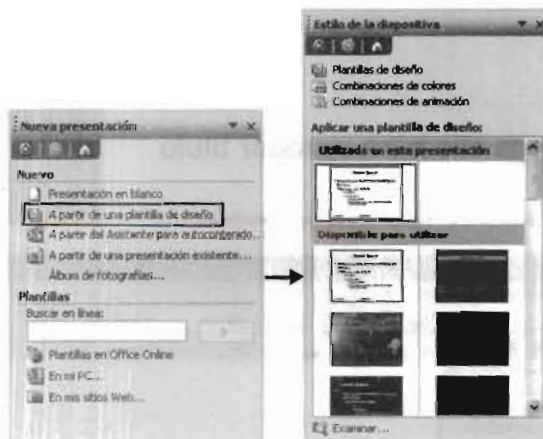 Nueva presentación
Nuevo
Presentación en blanco
A partir de una plantilla de diseño
A partir del Asistente para autocontenido...
A partir de una presentación existente...
Álbum de fotografías...
Plantillas
Buscar en línea:
Plantillas en Office Online
En mi PC...
En mis sitios Web...
Estilo de la diapositiva
Plantillas de diseño
Combinaciones de colores
Combinaciones de animación
Aplicar una plantilla de diseño:
Utilizada en esta presentación
Disponible para utilizar
Examinar...